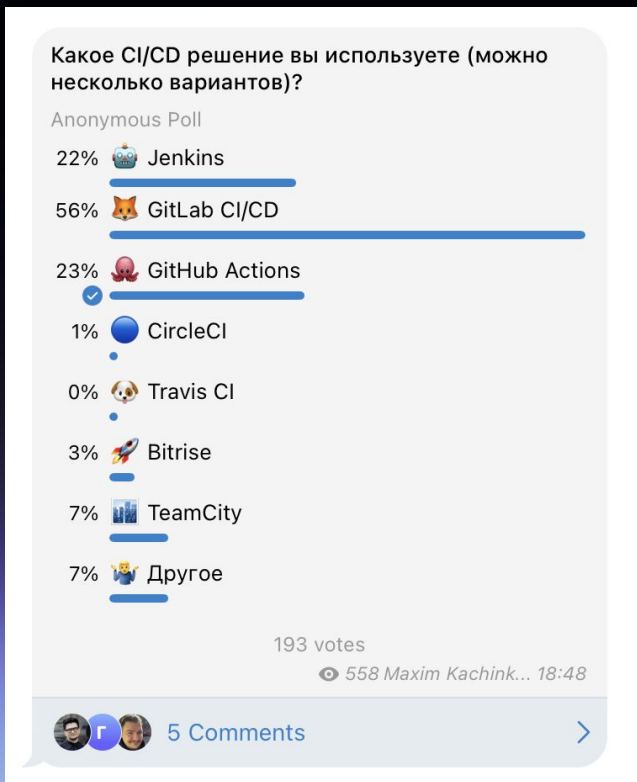 Какое CI/CD решение вы используете (можно
несколько вариантов)?
Anonymous Poll
22% Jenkins
56% GitLab CI/CD
23% GitHub Actions
1% CircleCI
0% Travis CI
3% Bitrise
7% TeamCity
7% Другое
193 votes
558 Maxim Kachink... 18:48
Г 5 Comments